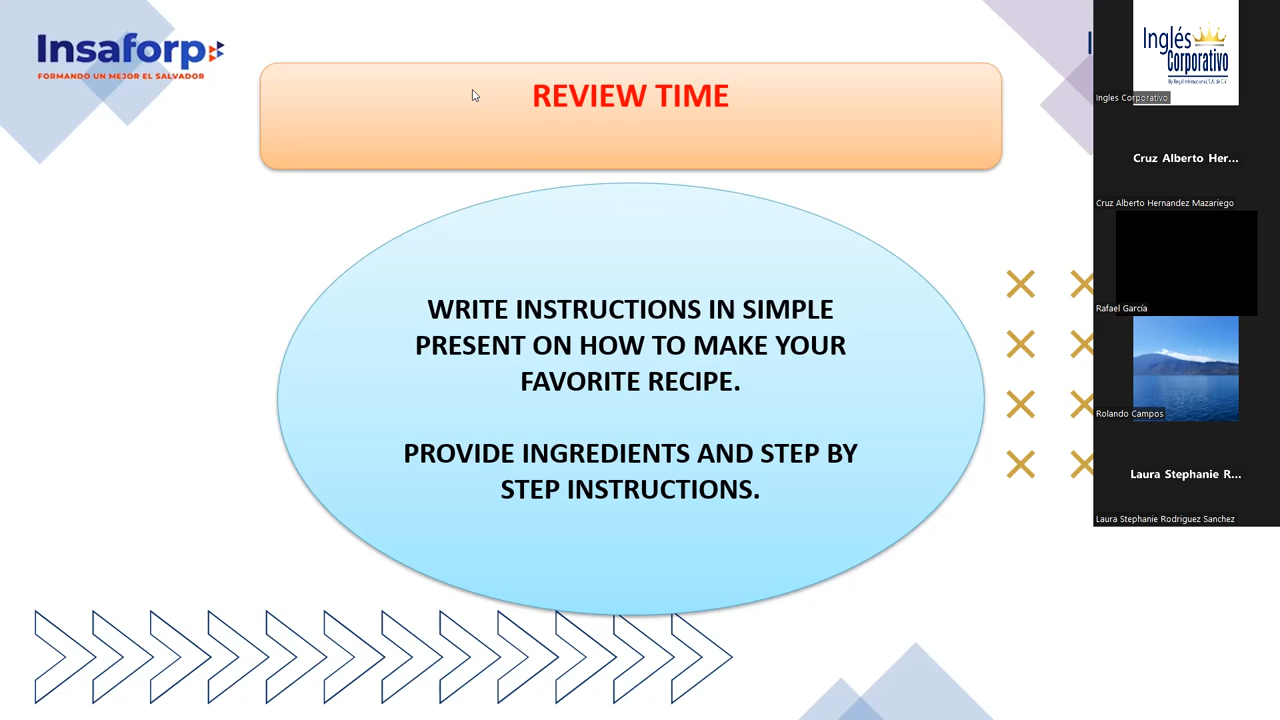 Insaforp
FORMANDO UN MEJOR EL SALVADOR
REVIEW TIME
WRITE INSTRUCTIONS IN SIMPLE
PRESENT ON HOW TO MAKE YOUR
FAVORITE RECIPE.
PROVIDE INGREDIENTS AND STEP BY
STEP INSTRUCTIONS.
Inglés
Corporativo
Ingles Corporativo
Cruz Alberto Her...
Cruz Alberto Hernandez Mazariego
Rafael García
Rolando Campos
Laura Stephanie R...
Laura Stephanie Rodriguez Sanchez